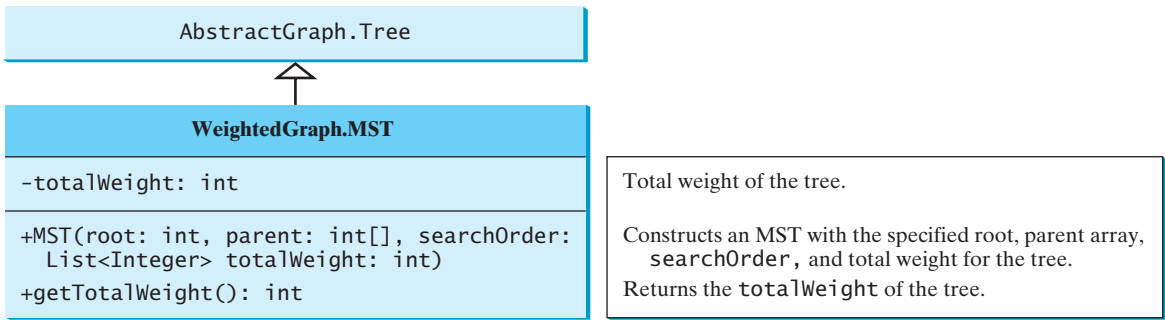 AbstractGraph.Tree
WeightedGraph.MST
-totalWeight: int
+MST(root: int, parent: int[], searchOrder:
List<Integer> totalWeight: int)
+getTotalWeight(): int
Total weight of the tree.
Constructs an MST with the specified root, parent array,
searchOrder, and total weight for the tree.
Returns the totalWeight of the tree.